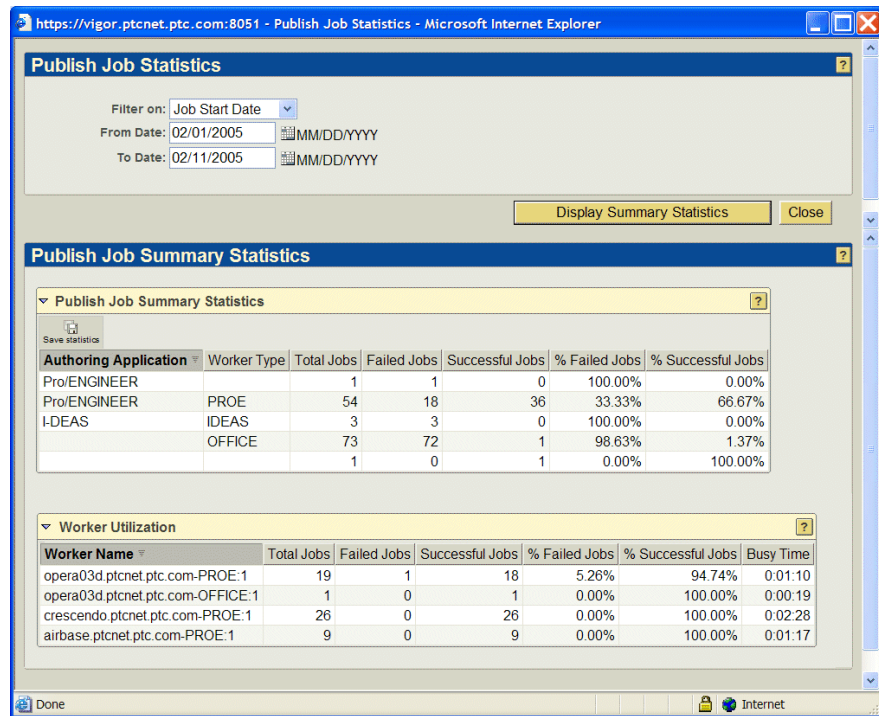 https://vigor.ptcnet.ptc.com:8051 - Publish Job Statistics - Microsoft Internet Explorer
Publish Job Statistics ?
Filter on: Job Start Date
From Date: 02/01/2005 MM/DD/YYYY
To Date: 02/11/2005 MM/DD/YYYY
Display Summary Statistics Close
Publish Job Summary Statistics ?
Publish Job Summary Statistics ?
Save statistics
Authoring Application Worker Type Total Jobs Failed Jobs Successful Jobs % Failed Jobs % Successful Jobs
Pro/ENGINEER 1 1 0 100.00% 0.00%
Pro/ENGINEER PROE 54 18 36 33.33% 66.67%
I-DEAS IDEAS 3 3 0 100.00% 0.00%
OFFICE 73 72 1 98.63% 1.37%
1 0 1 0.00% 100.00%
Worker Utilization ?
Worker Name Total Jobs Failed Jobs Successful Jobs % Failed Jobs % Successful Jobs Busy Time
opera03d.ptcnet.ptc.com-PROE:1 19 1 18 5.26% 94.74% 0:01:10
opera03d.ptcnet.ptc.com-OFFICE:1 1 0 1 0.00% 100.00% 0:00:19
crescendo.ptcnet.ptc.com-PROE:1 26 0 26 0.00% 100.00% 0:02:28
airbase.ptcnet.ptc.com-PROE:1 9 0 9 0.00% 100.00% 0:01:17
Done Internet